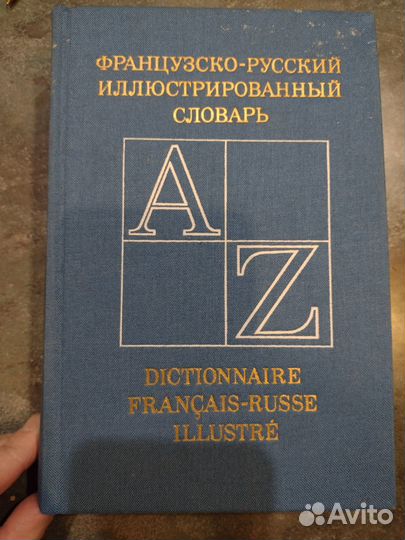 ФРАНЦУЗСКО-РУССКИЙ
ИЛЛЮСТРИРОВАННЫЙ
СЛОВАРЬ
A
Z
DICTIONNAIRE
FRANÇAIS-RUSSE
ILLUSTRÉ
Avito